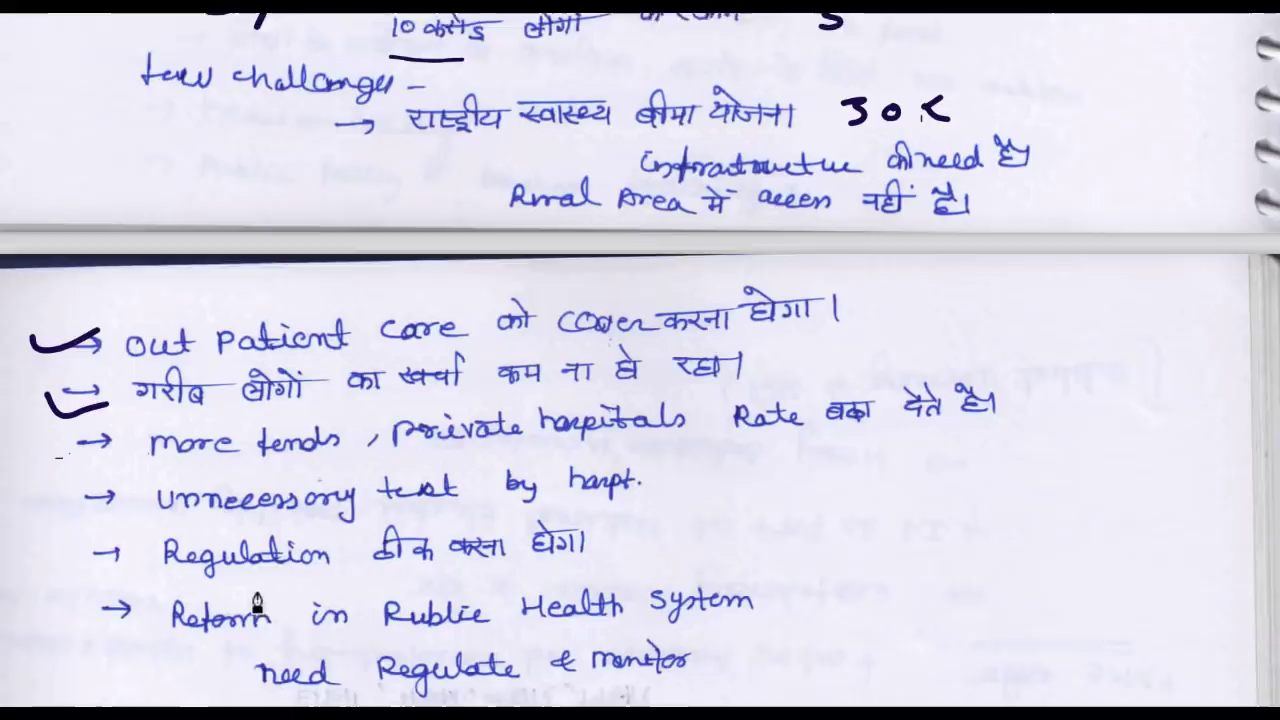 10 करोड़ लोगों
few challenges -
→ राष्ट्रीय स्वास्थ्य बीमा योजना 30K
infrastructure की need है।
Rural Area में access नहीं है।
→ out patient care को cover करना होगा।
→ गरीब लोगों का खर्चा कम ना हो रहा।
→ more tends, private hospitals Rate बढ़ा देते है।
→ unnecessory test by hospt.
→ Regulation ठीक करना होगा।
→ Reform in Public Health System
need Regulate & monitor